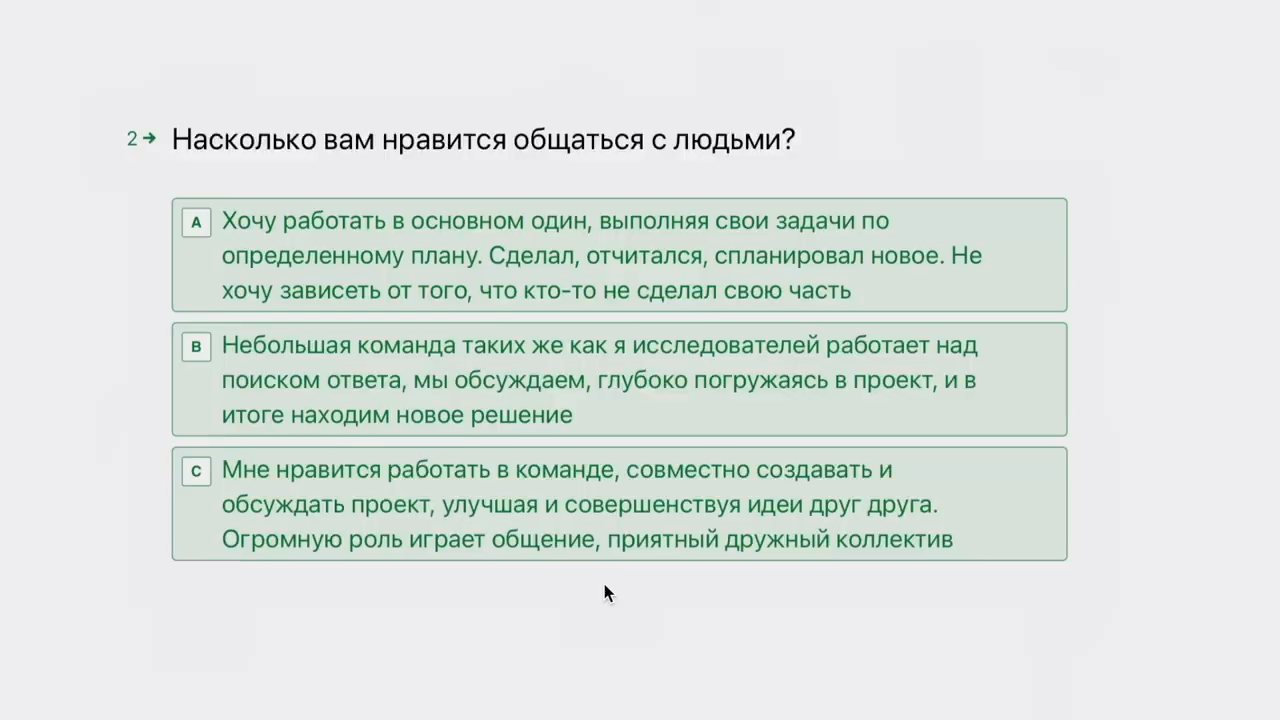 2→ Насколько вам нравится общаться с людьми?
A Хочу работать в основном один, выполняя свои задачи по
определенному плану. Сделал, отчитался, спланировал новое. Не
хочу зависеть от того, что кто-то не сделал свою часть
B Небольшая команда таких же как я исследователей работает над
поиском ответа, мы обсуждаем, глубоко погружаясь в проект, и в
итоге находим новое решение
C Мне нравится работать в команде, совместно создавать и
обсуждать проект, улучшая и совершенствуя идеи друг друга.
Огромную роль играет общение, приятный дружный коллектив